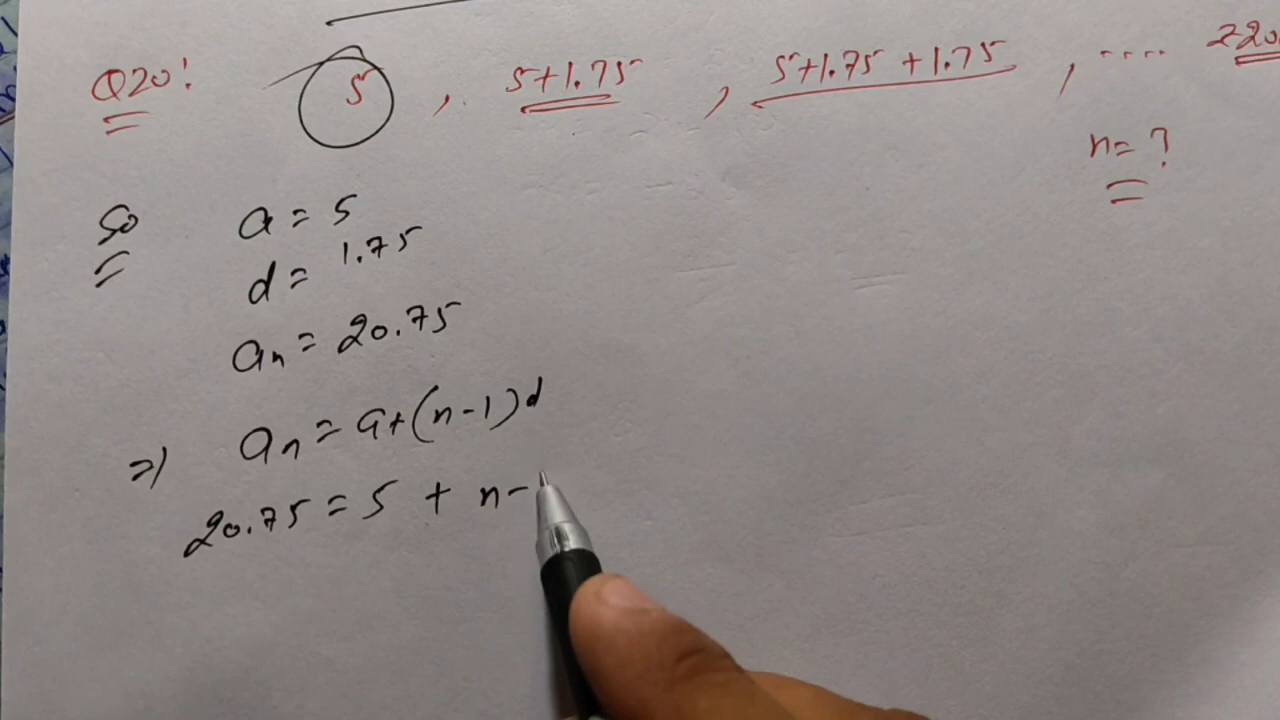 Q20! 5, 5+1.75, 5+1.75+1.75, .... 220.
n= ?
So a = 5
d = 1.75
an = 20.75
=) an = a+(n-1)d
20.75 = 5 + n-